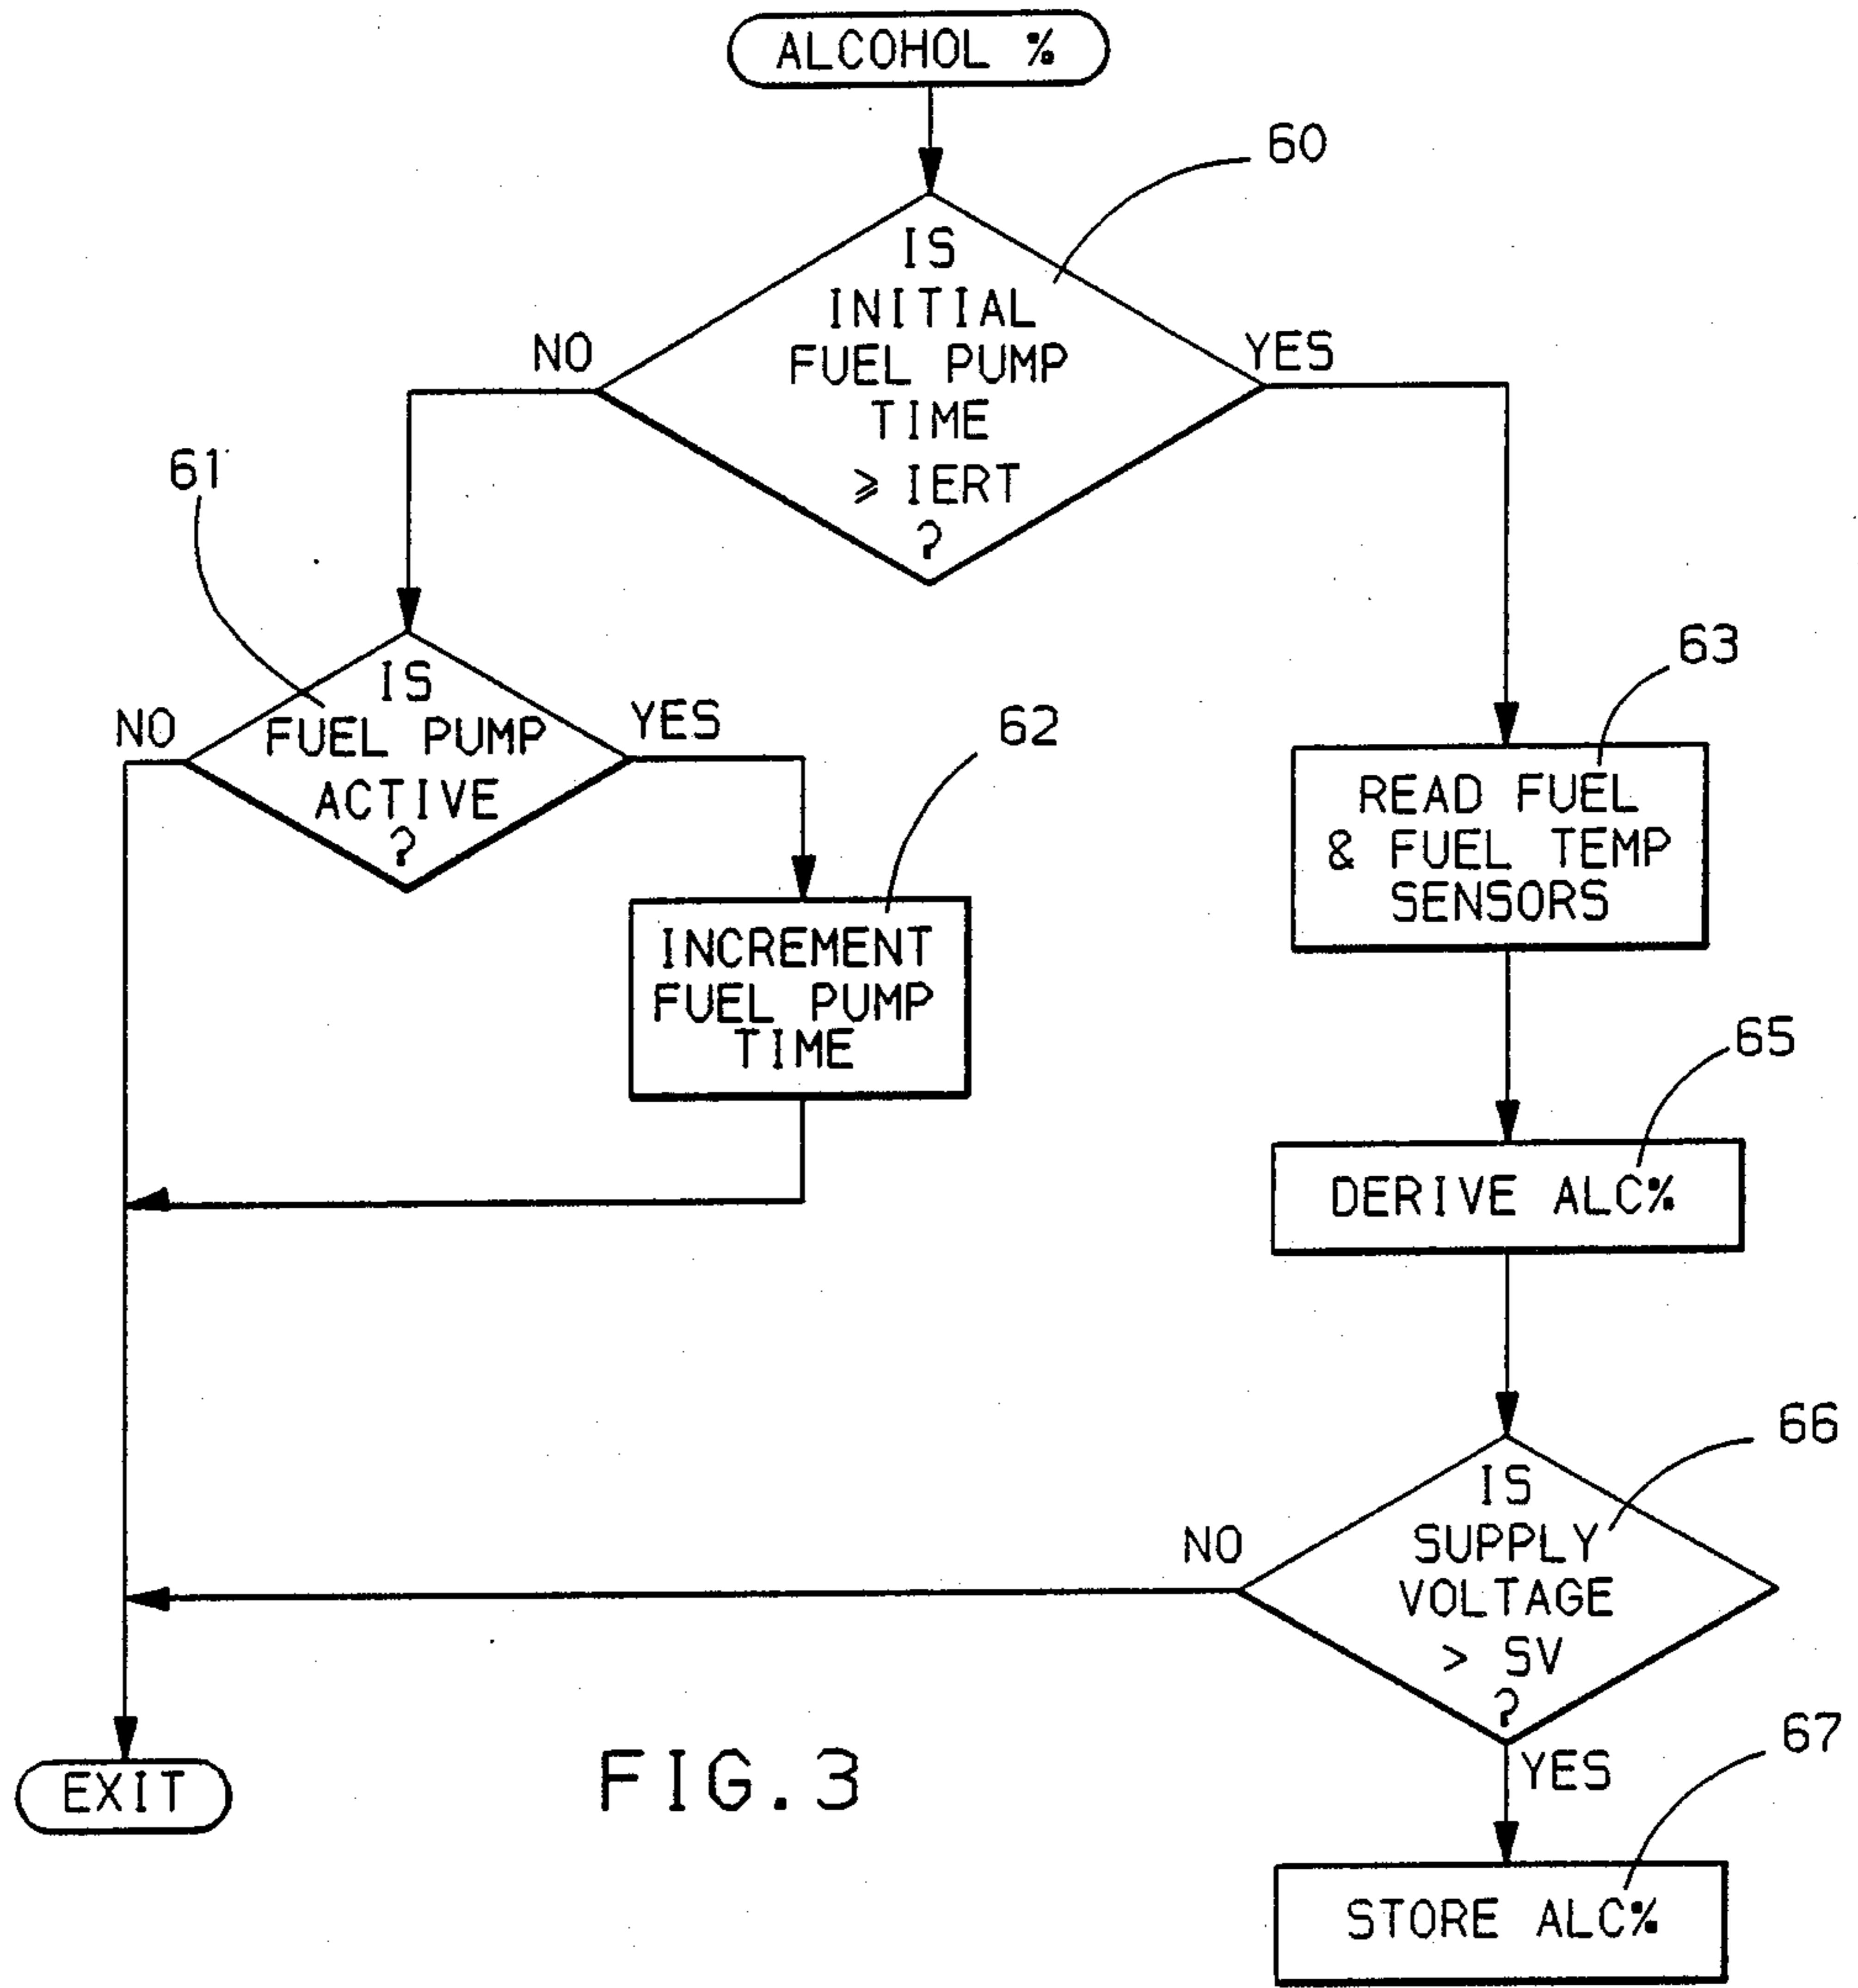 ALCOHOL %
60
IS
INITIAL
FUEL PUMP
TIME
⩾ IERT
?
NO
YES
61
IS
FUEL PUMP
ACTIVE
?
NO
YES
62
INCREMENT
FUEL PUMP
TIME
63
READ FUEL
& FUEL TEMP
SENSORS
65
DERIVE ALC%
66
IS
SUPPLY
VOLTAGE
> SV
?
NO
YES
67
STORE ALC%
EXIT
FIG.3